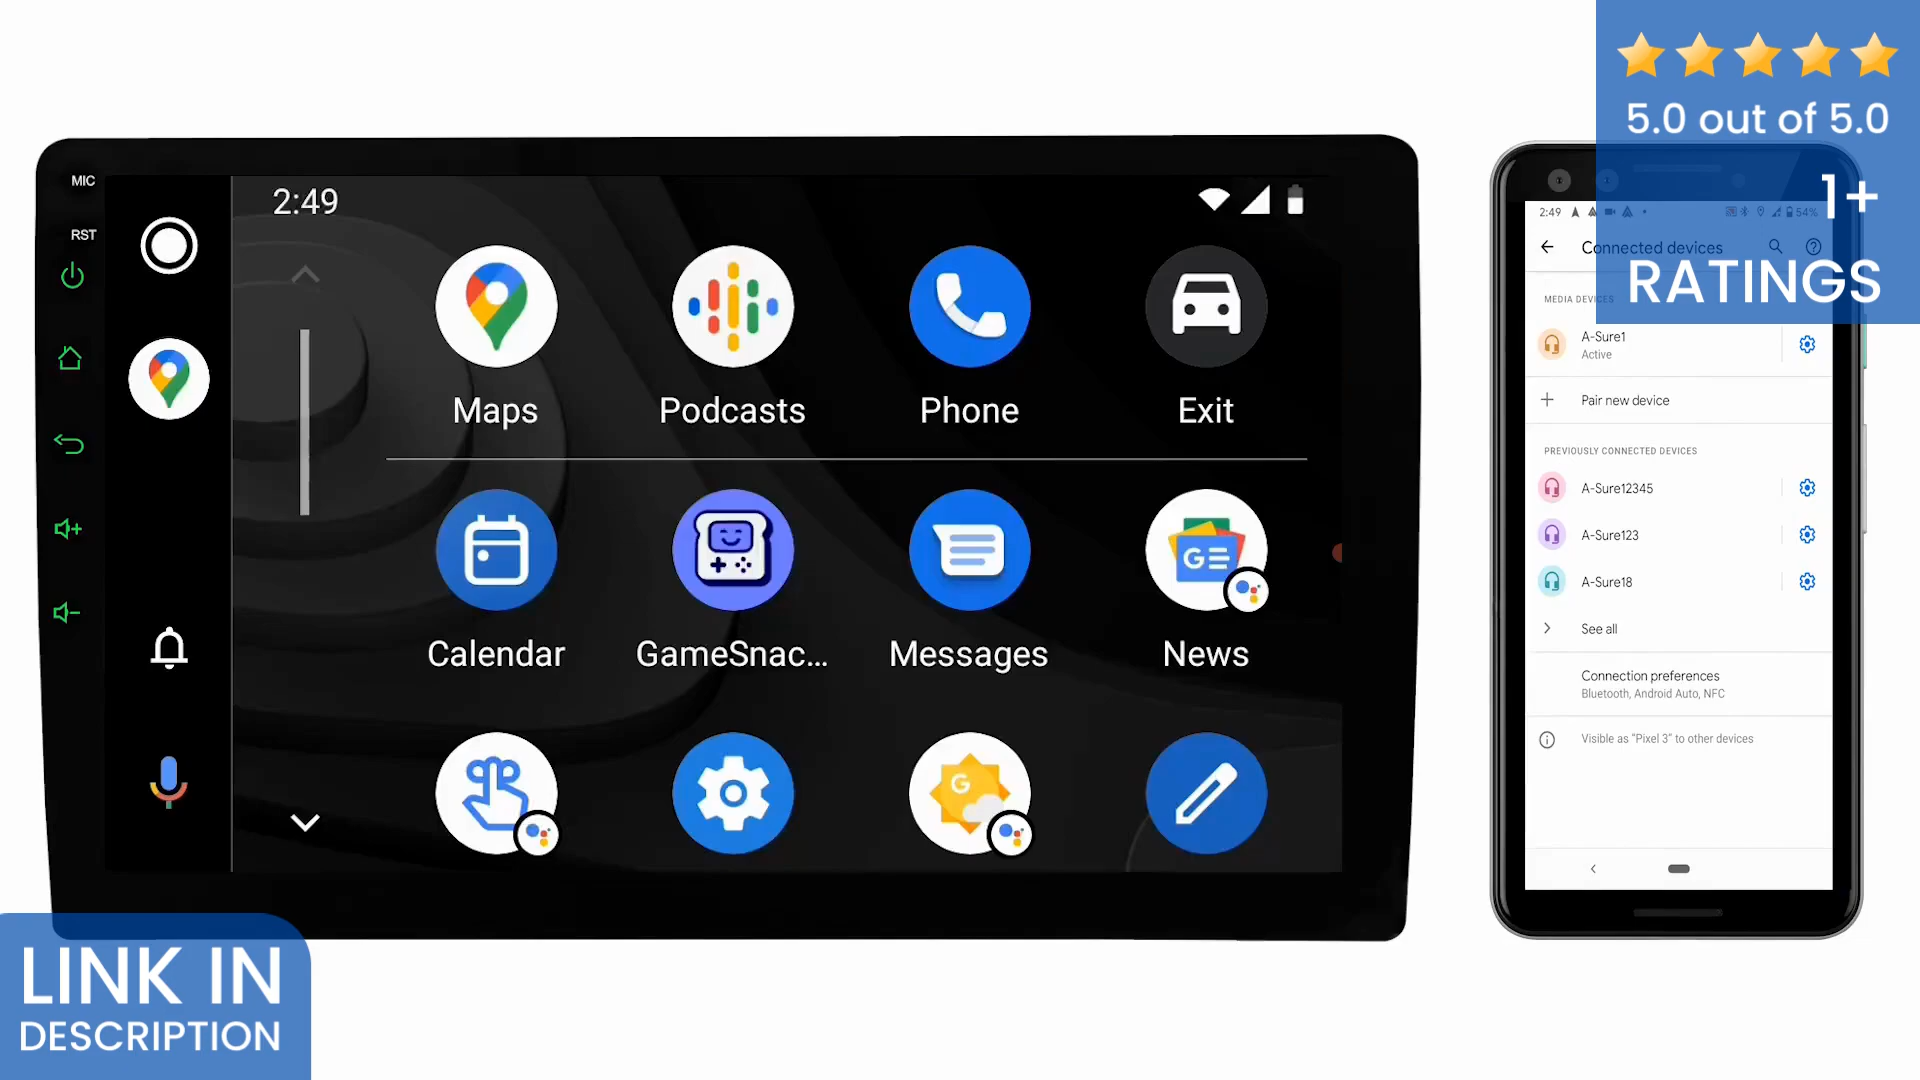 5.0 out of 5.0
1+
RATINGS
MIC
RST
2:49
Maps
Podcasts
Phone
Exit
Calendar
GameSnac...
Messages
News
2:49
54%
Connected devices
MEDIA DEVICES
A-Sure1
Active
Pair new device
PREVIOUSLY CONNECTED DEVICES
A-Sure12345
A-Sure123
A-Sure18
See all
Connection preferences
Bluetooth, Android Auto, NFC
Visible as "Pixel 3" to other devices
LINK IN
DESCRIPTION